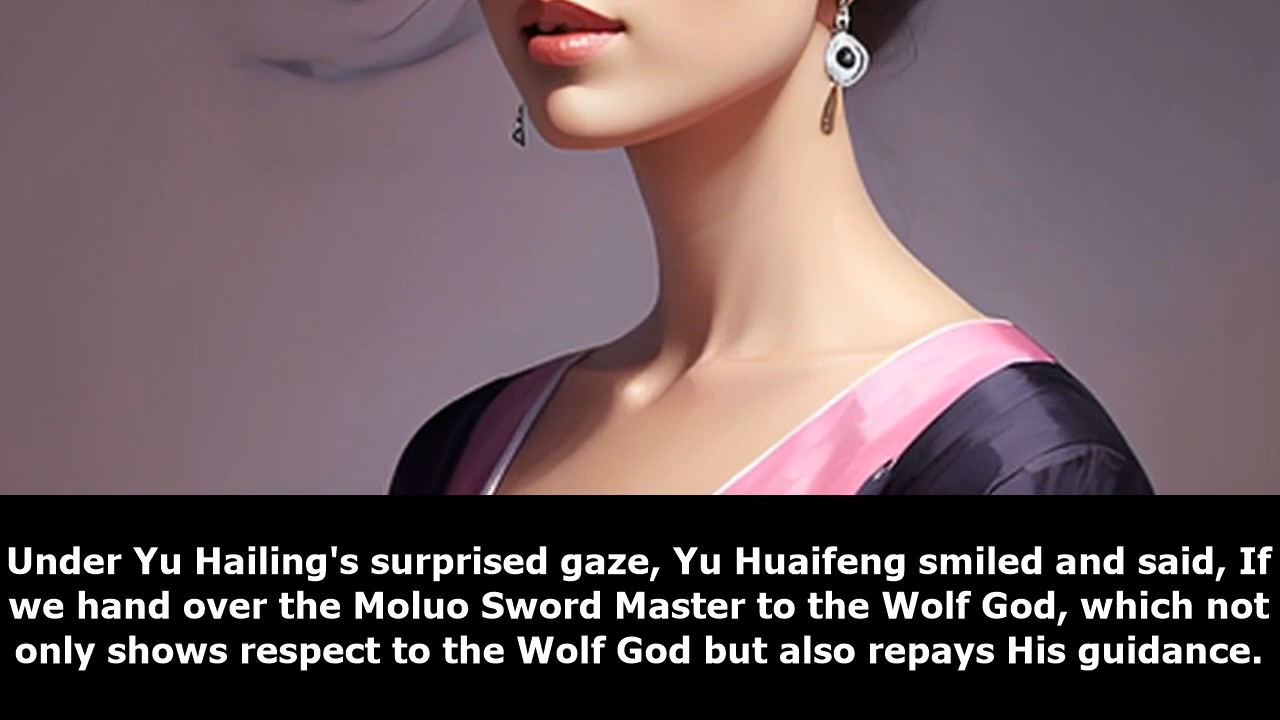 Under Yu Hailing's surprised gaze, Yu Huaifeng smiled and said, If
we hand over the Moluo Sword Master to the Wolf God, which not
only shows respect to the Wolf God but also repays His guidance.